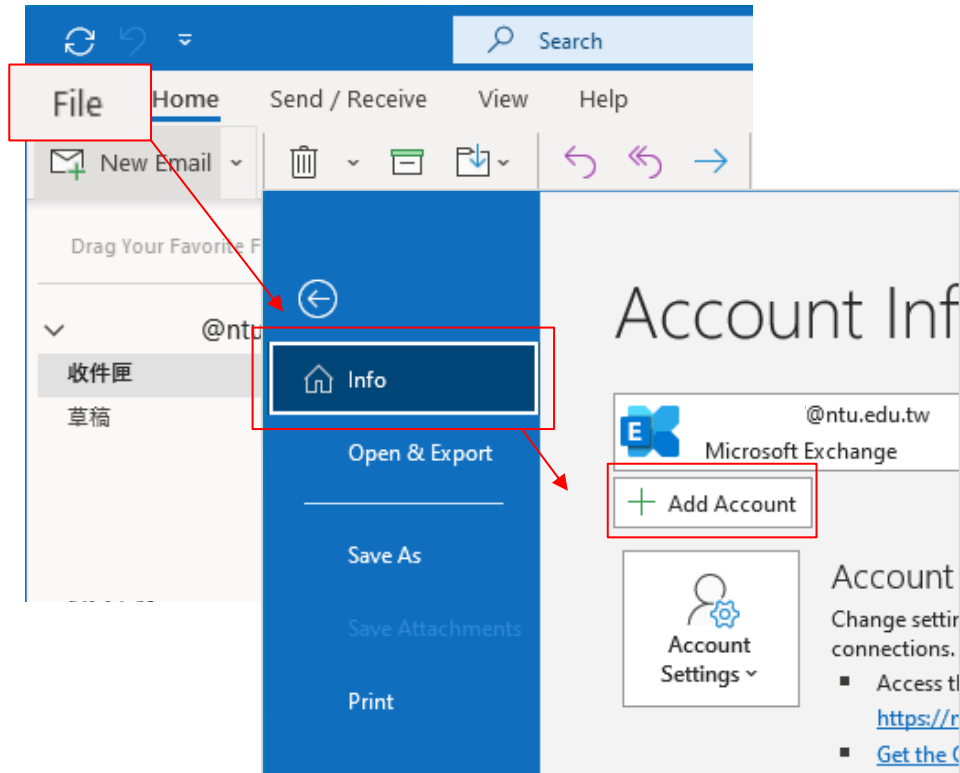 Search
File Home Send / Receive View Help
New Email
Drag Your Favorite F
@ntu
收件匣
草稿
Info
Open & Export
Save As
Save Attachments
Print
Account Inf
E
@ntu.edu.tw
Microsoft Exchange
Add Account
Account
Settings
Account
Change settin
connections.
Access th
https://
Get the